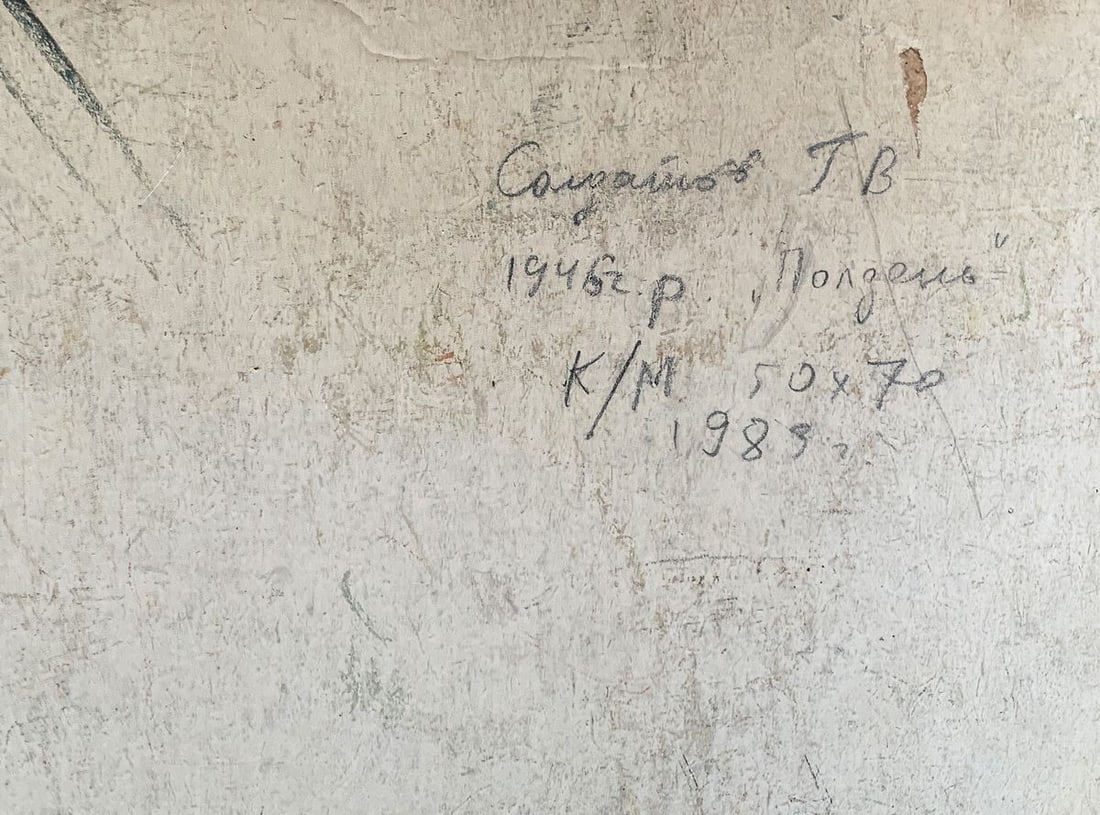 Солдатов Г В
1946г.р. „Полдень"
К/М 50х70
1983г